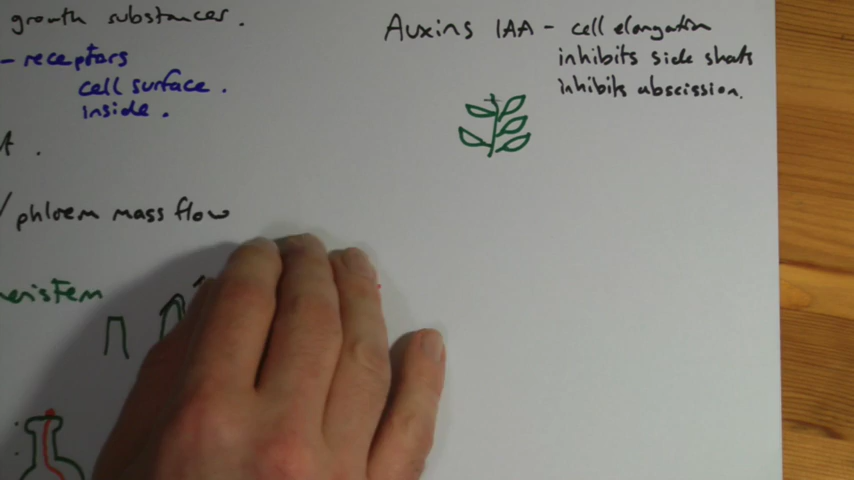 growth substances.
- receptors
cell surface.
inside.
A.
/ phloem mass flow
eristem
Auxins IAA - cell elongation
inhibits side shoots
inhibits abscission.